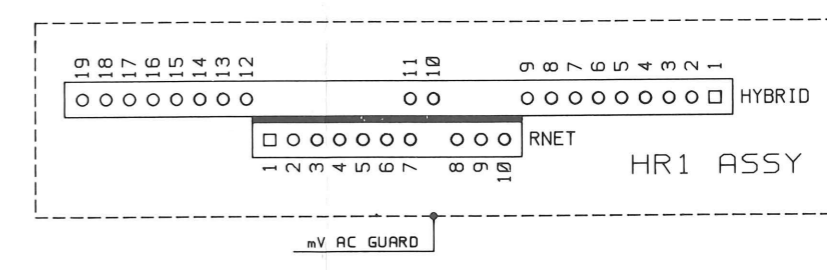 19 18 17 16 15 14 13 12 11 10 9 8 7 6 5 4 3 2 1
HYBRID
RNET
1 2 3 4 5 6 7 8 9 10
HR1 ASSY
mV AC GUARD